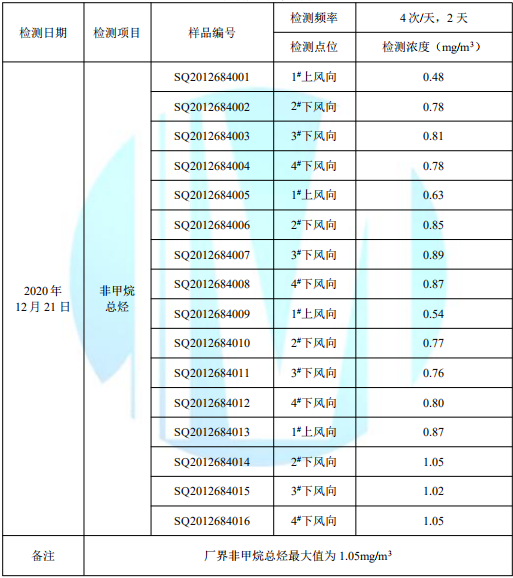 检测日期 检测项目 样品编号 检测频率 4 次/天，2 天
检测点位 检测浓度（mg/m³）
2020 年 12 月 21 日 非甲烷总烃
SQ2012684001 1#上风向 0.48
SQ2012684002 2#下风向 0.78
SQ2012684003 3#下风向 0.81
SQ2012684004 4#下风向 0.78
SQ2012684005 1#上风向 0.63
SQ2012684006 2#下风向 0.85
SQ2012684007 3#下风向 0.89
SQ2012684008 4#下风向 0.87
SQ2012684009 1#上风向 0.54
SQ2012684010 2#下风向 0.77
SQ2012684011 3#下风向 0.76
SQ2012684012 4#下风向 0.80
SQ2012684013 1#上风向 0.87
SQ2012684014 2#下风向 1.05
SQ2012684015 3#下风向 1.02
SQ2012684016 4#下风向 1.05
备注 厂界非甲烷总烃最大值为 1.05mg/m³